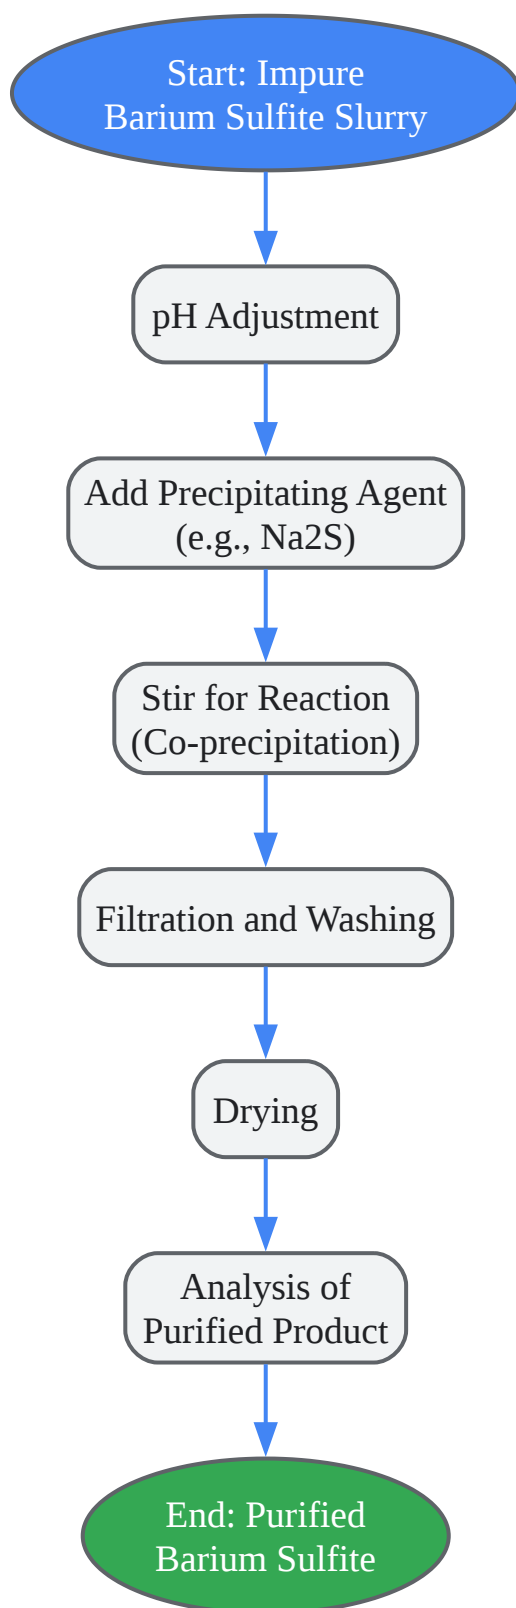 Start: Impure
Barium Sulfite Slurry
pH Adjustment
Add Precipitating Agent
(e.g., Na2S)
Stir for Reaction
(Co-precipitation)
Filtration and Washing
Drying
Analysis of
Purified Product
End: Purified
Barium Sulfite